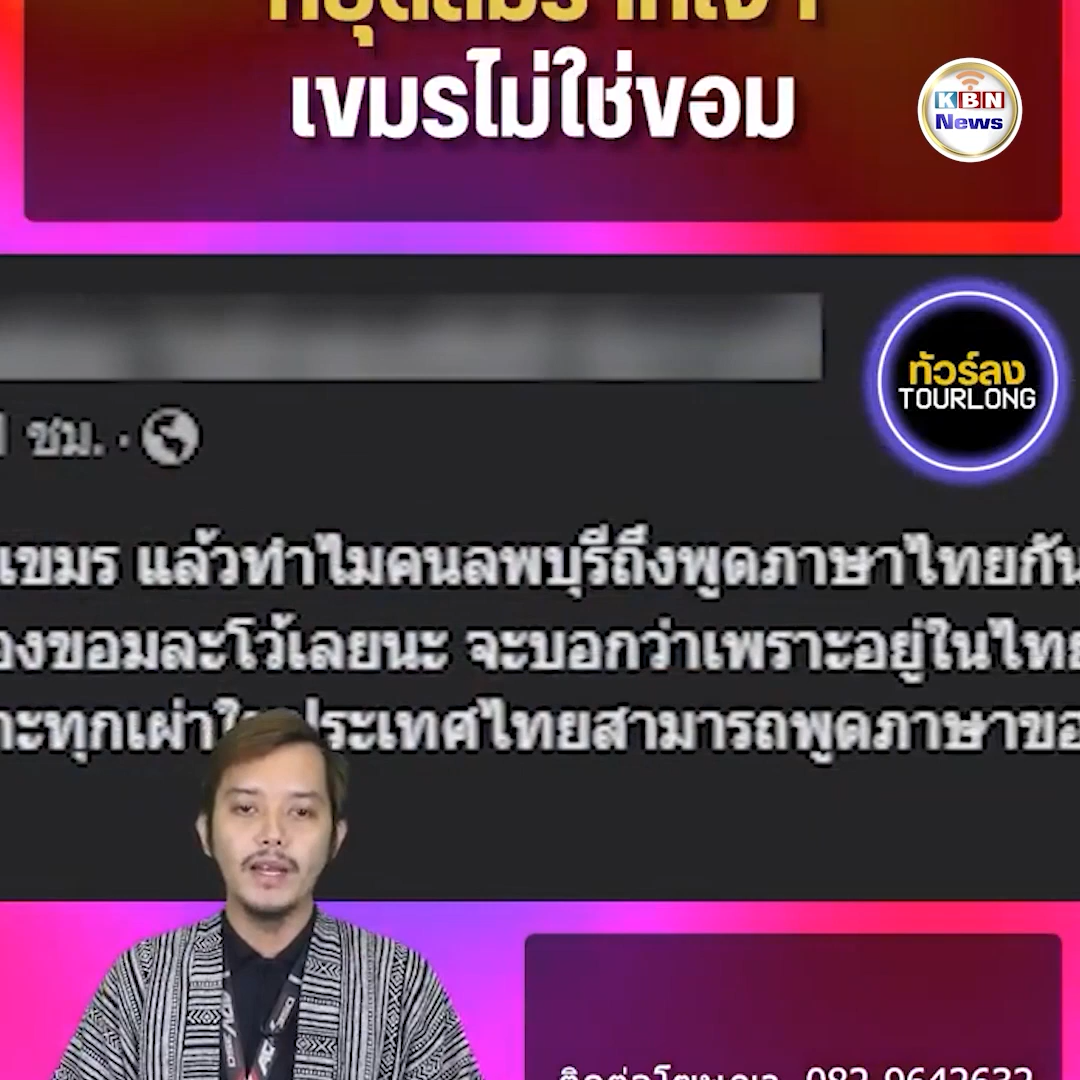 เขมรไม่ใช่ขอม
KBN
News
ทัวร์ลง
TOURLONG
ชม.
เขมร แล้วทำไมคนลพบุรีถึงพูดภาษาไทยกัน
ขอมละโว้เลยนะ จะบอกว่าเพราะอยู่ในไทย
ทุกเผ่า ประเทศไทยสามารถพูดภาษา